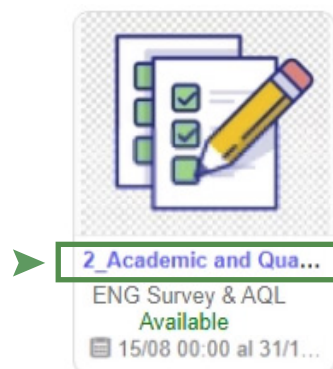 2_Academic and Qua...
ENG Survey & AQL
Available
15/08 00:00 al 31/1...